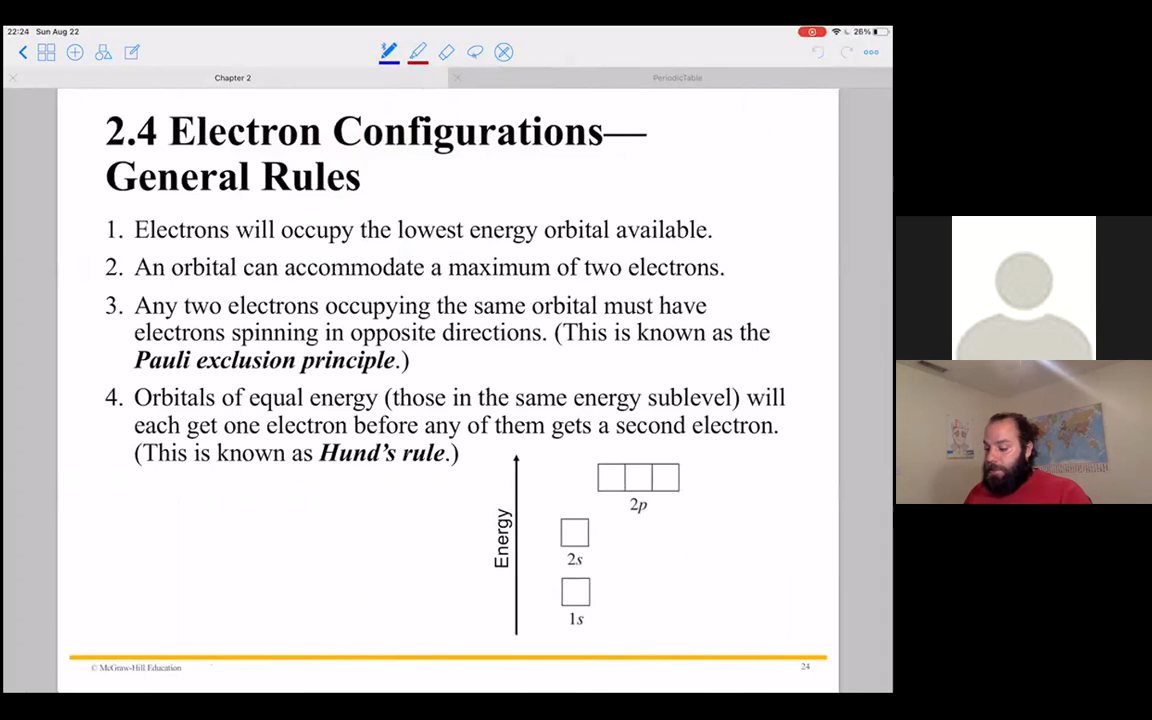 22:24 Sun Aug 22
26%
Chapter 2
PeriodicTable
2.4 Electron Configurations—
General Rules
1. Electrons will occupy the lowest energy orbital available.
2. An orbital can accommodate a maximum of two electrons.
3. Any two electrons occupying the same orbital must have
electrons spinning in opposite directions. (This is known as the
Pauli exclusion principle.)
4. Orbitals of equal energy (those in the same energy sublevel) will
each get one electron before any of them gets a second electron.
(This is known as Hund's rule.)
2p
Energy
2s
1s
© McGraw-Hill Education
24